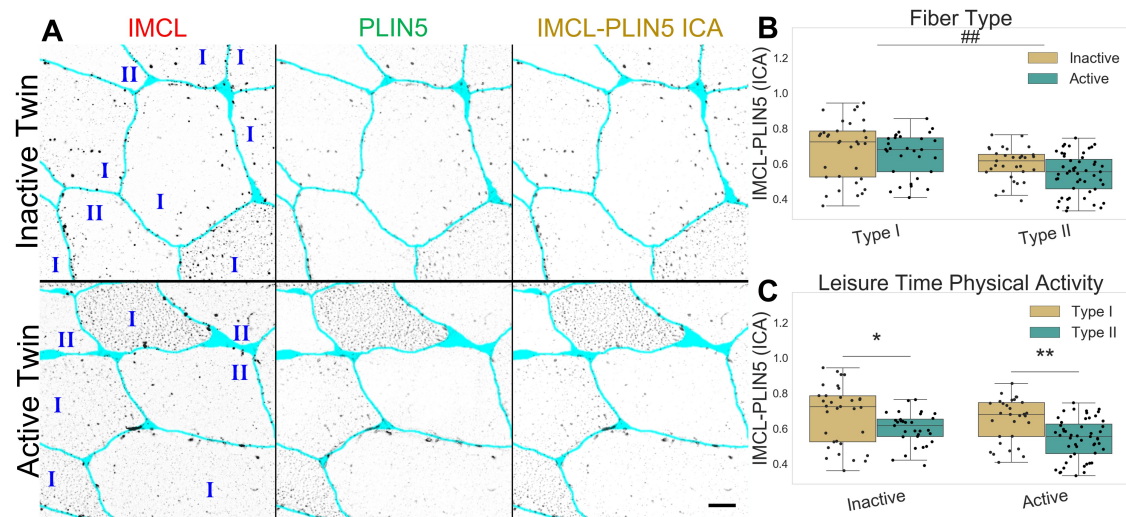 A
IMCL
PLIN5
IMCL-PLIN5 ICA
Inactive Twin
I
I
II
I
I
I
II
I
I
Active Twin
I
II
II
II
I
I
I
B
Fiber Type
##
Inactive
Active
IMCL-PLIN5 (ICA)
1.2
1.0
0.8
0.6
0.4
Type I
Type II
C
Leisure Time Physical Activity
Type I
Type II
*
**
IMCL-PLIN5 (ICA)
1.2
1.0
0.8
0.6
0.4
Inactive
Active